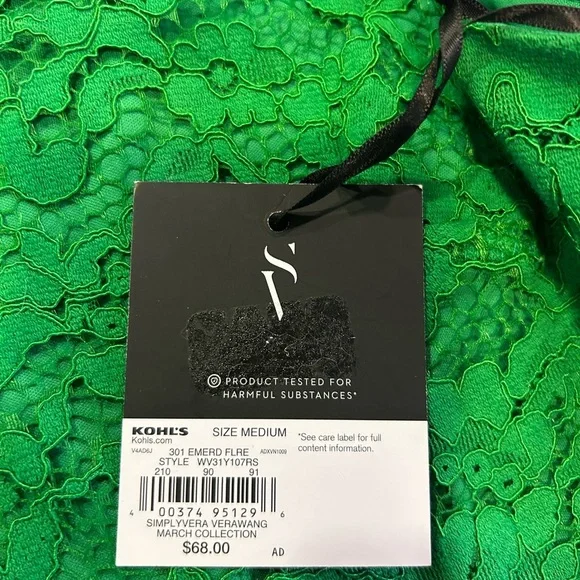 SV
PRODUCT TESTED FOR
HARMFUL SUBSTANCES*
KOHL'S SIZE MEDIUM
Kohls.com
*See care label for full
content information.
V4AD6J 301 EMERD FLRE ADXVN1009
STYLE WV31Y107RS
210 90 91
4 00374 95129 6
SIMPLYVERA VERAWANG
MARCH COLLECTION
$68.00 AD